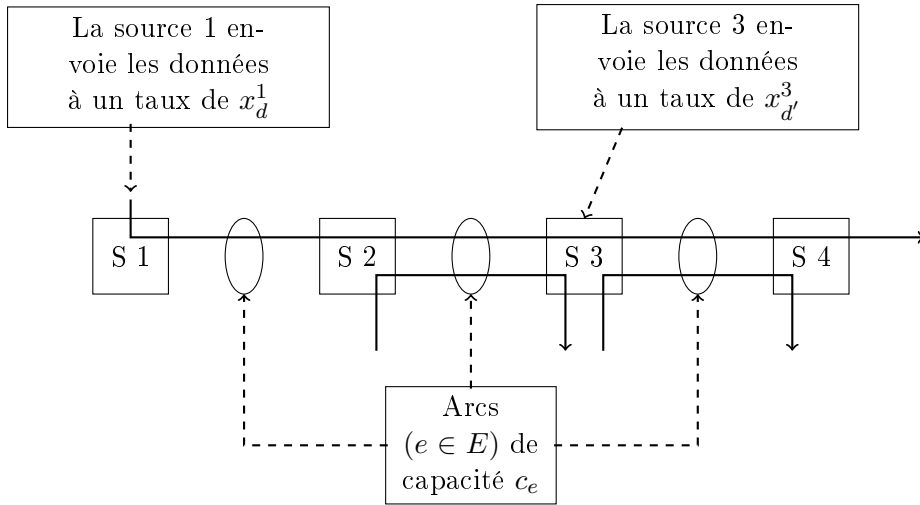 La source 1 en-
voie les données
à un taux de $x_d^1$
La source 3 en-
voie les données
à un taux de $x_{d'}^3$
S 1
S 2
S 3
S 4
Arcs
$(e \in E)$ de
capacité $c_e$